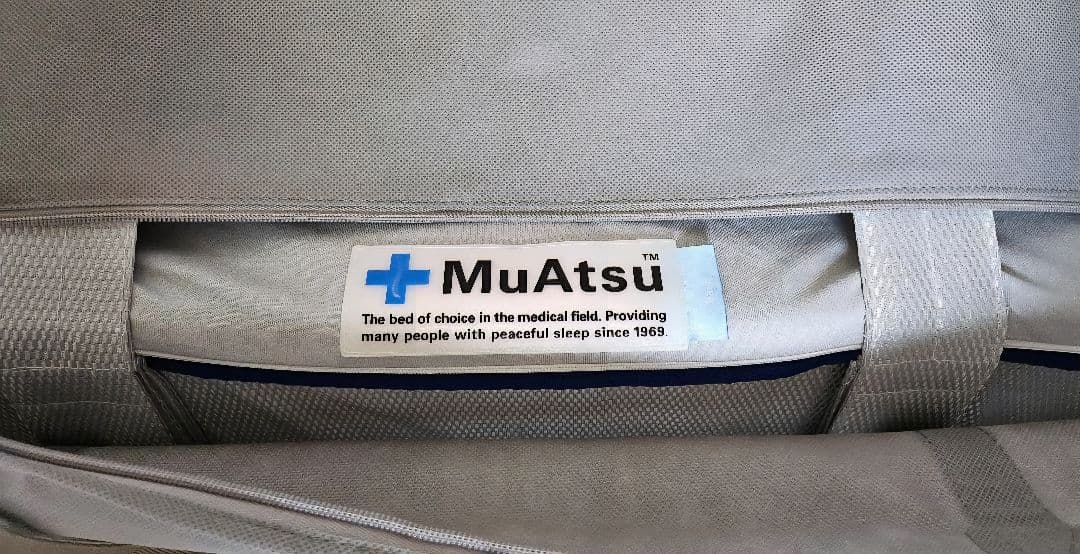 MuAtsu™
The bed of choice in the medical field. Providing
many people with peaceful sleep since 1969.